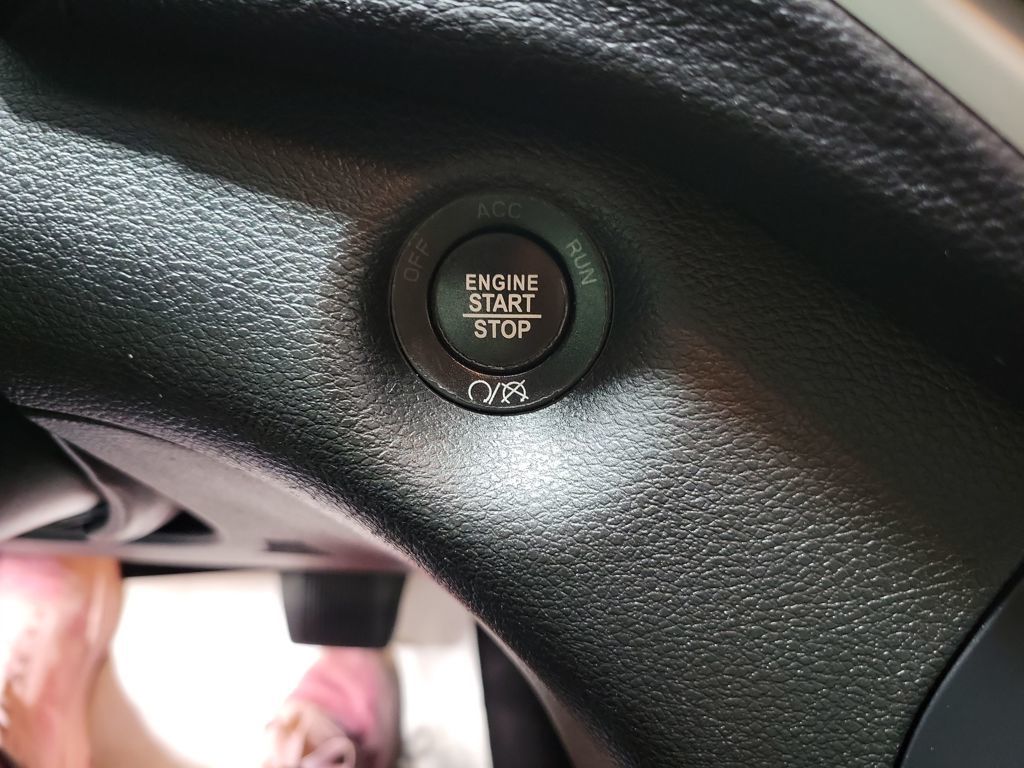 ACC
OFF
RUN
ENGINE
START
STOP